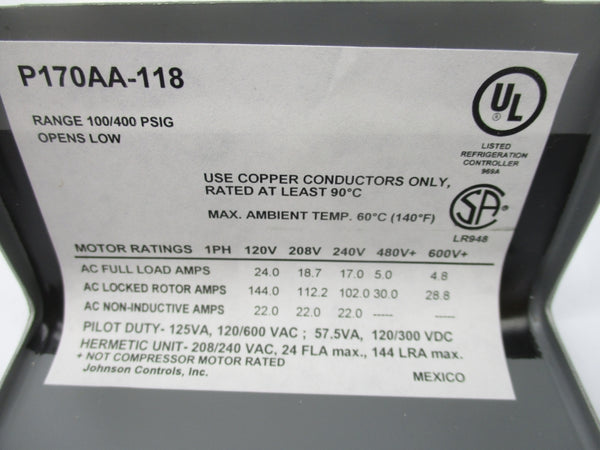 P170AA-118
RANGE 100/400 PSIG
OPENS LOW
UL
LISTED
REFRIGERATION
CONTROLLER
969A
USE COPPER CONDUCTORS ONLY,
RATED AT LEAST 90°C
MAX. AMBIENT TEMP. 60°C (140°F)
SA
LR948
MOTOR RATINGS 1PH 120V 208V 240V 480V+ 600V+
AC FULL LOAD AMPS 24.0 18.7 17.0 5.0 4.8
AC LOCKED ROTOR AMPS 144.0 112.2 102.0 30.0 28.8
AC NON-INDUCTIVE AMPS 22.0 22.0 22.0 ----- -----
PILOT DUTY- 125VA, 120/600 VAC ; 57.5VA, 120/300 VDC
HERMETIC UNIT- 208/240 VAC, 24 FLA max., 144 LRA max.
+ NOT COMPRESSOR MOTOR RATED
Johnson Controls, Inc. MEXICO